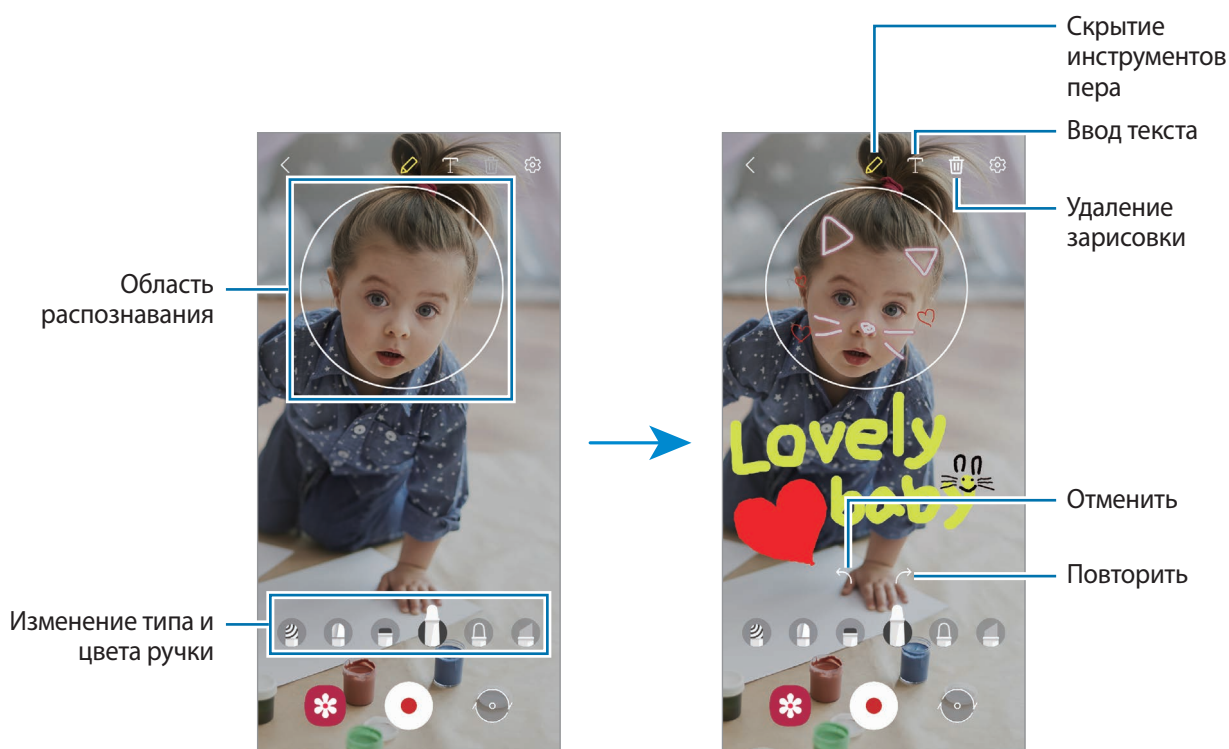 Скрытие
инструментов
пера
Ввод текста
Удаление
зарисовки
Область
распознавания
Lovely
baby
Отменить
Повторить
Изменение типа и
цвета ручки